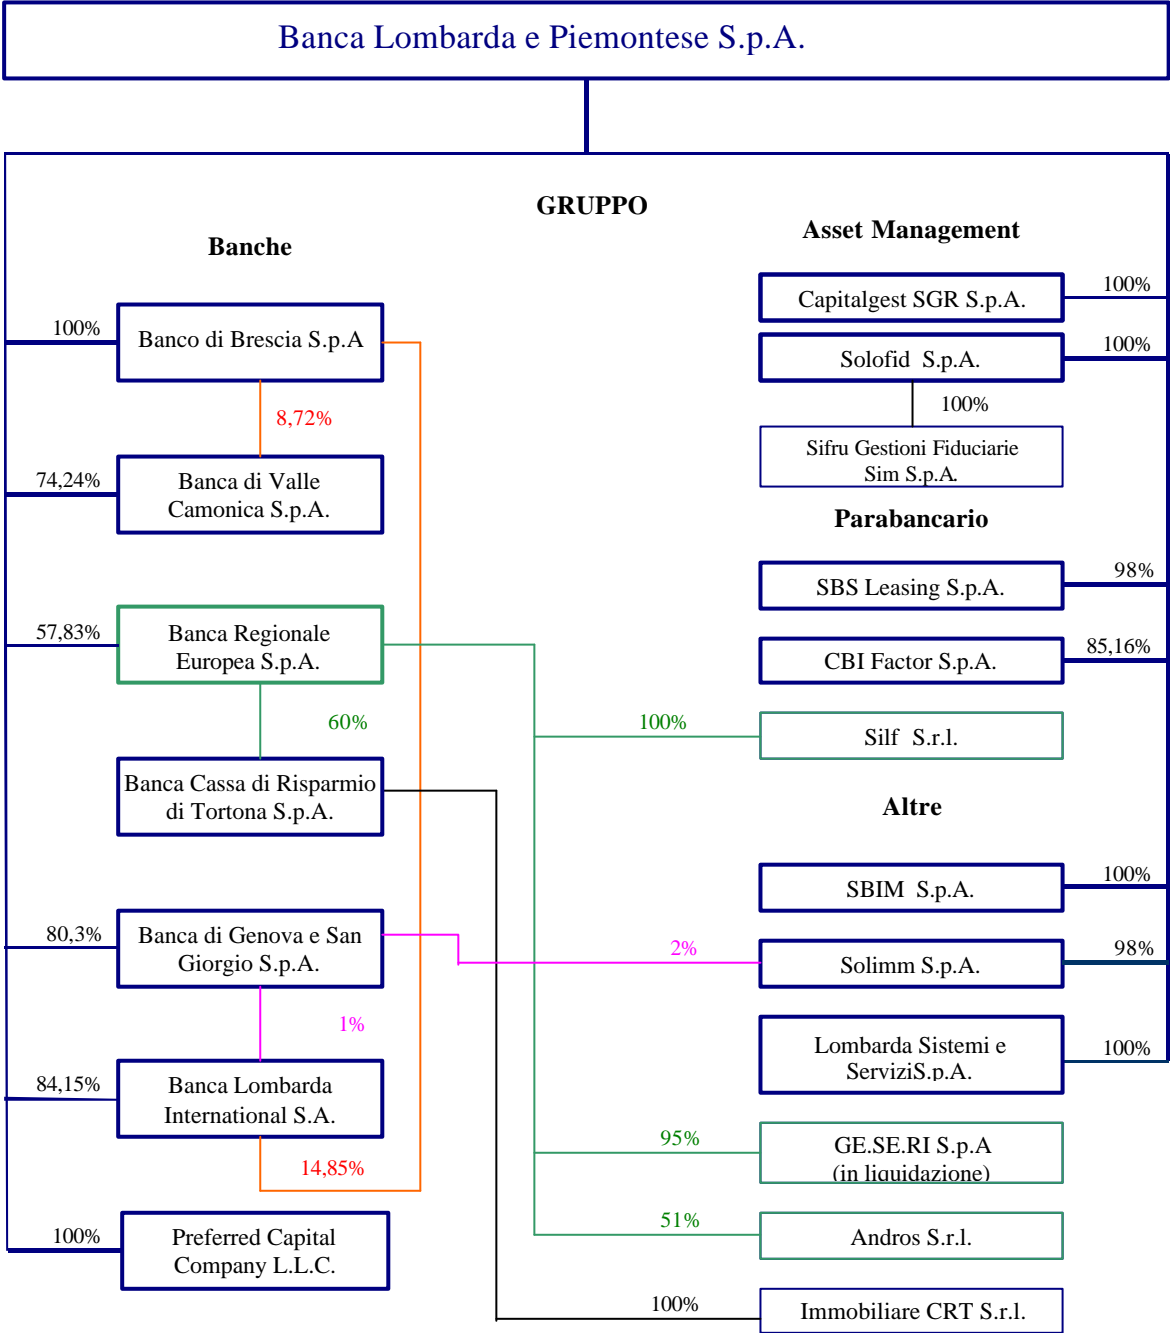 Banca Lombarda e Piemontese S.p.A.
GRUPPO
Banche
100%
Banco di Brescia S.p.A
8,72%
74,24%
Banca di Valle
Camonica S.p.A.
57,83%
Banca Regionale
Europea S.p.A.
60%
Banca Cassa di Risparmio
di Tortona S.p.A.
80,3%
Banca di Genova e San
Giorgio S.p.A.
1%
84,15%
Banca Lombarda
International S.A.
14,85%
100%
Preferred Capital
Company L.L.C.
Asset Management
Capitalgest SGR S.p.A.
100%
Solofid S.p.A.
100%
100%
Sifru Gestioni Fiduciarie
Sim S.p.A.
Parabancario
SBS Leasing S.p.A.
98%
CBI Factor S.p.A.
85,16%
100%
Silf S.r.l.
Altre
SBIM S.p.A.
100%
2%
Solimm S.p.A.
98%
Lombarda Sistemi e
ServiziS.p.A.
100%
95%
GE.SE.RI S.p.A
(in liquidazione)
51%
Andros S.r.l.
100%
Immobiliare CRT S.r.l.